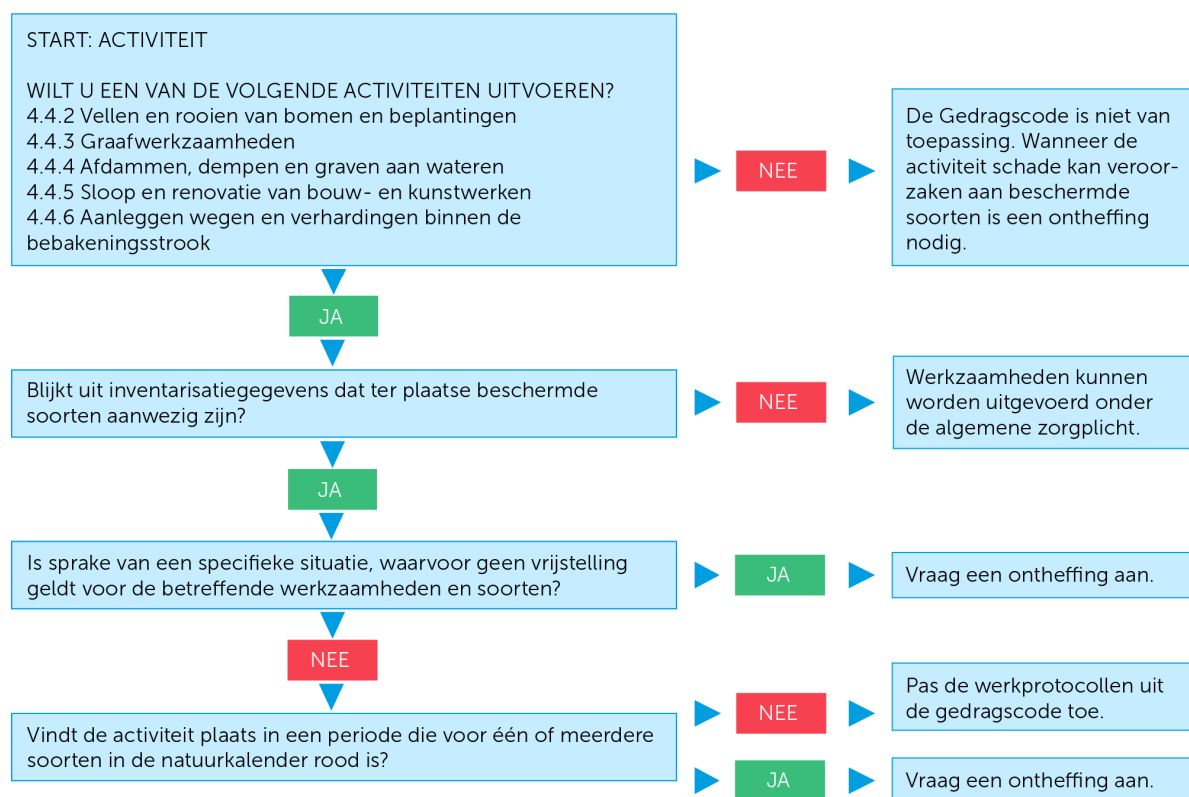 START: ACTIVITEIT
WILT U EEN VAN DE VOLGENDE ACTIVITEITEN UITVOEREN?
4.4.2 Vellen en rooien van bomen en beplantingen
4.4.3 Graafwerkzaamheden
4.4.4 Afdammen, dempen en graven aan wateren
4.4.5 Sloop en renovatie van bouw- en kunstwerken
4.4.6 Aanleggen wegen en verhardingen binnen de
bebakeningsstrook
NEE
De Gedragscode is niet van
toepassing. Wanneer de
activiteit schade kan veroor-
zaken aan beschermde
soorten is een ontheffing
nodig.
JA
Blijkt uit inventarisatiegegevens dat ter plaatse beschermde
soorten aanwezig zijn?
NEE
Werkzaamheden kunnen
worden uitgevoerd onder
de algemene zorgplicht.
JA
Is sprake van een specifieke situatie, waarvoor geen vrijstelling
geldt voor de betreffende werkzaamheden en soorten?
JA
Vraag een ontheffing aan.
NEE
Vindt de activiteit plaats in een periode die voor één of meerdere
soorten in de natuurkalender rood is?
NEE
Pas de werkprotocollen uit
de gedragscode toe.
JA
Vraag een ontheffing aan.